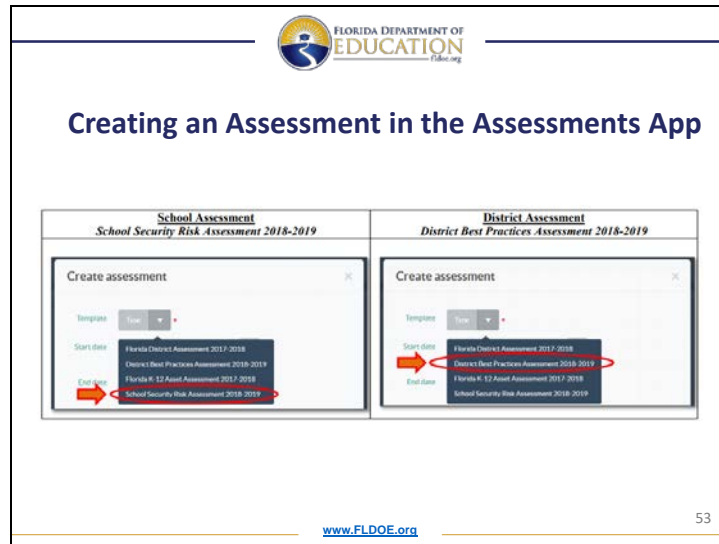 FLORIDA DEPARTMENT OF
EDUCATION
fldoe.org
Creating an Assessment in the Assessments App
School Assessment
School Security Risk Assessment 2018-2019
Create assessment ×
Template Type ▼ *
Start date
Florida District Assessment 2017-2018
District Best Practices Assessment 2018-2019
End date
Florida K-12 Asset Assessment 2017-2018
School Security Risk Assessment 2018-2019
District Assessment
District Best Practices Assessment 2018-2019
Create assessment ×
Template Type ▼ *
Start date
Florida District Assessment 2017-2018
District Best Practices Assessment 2018-2019
End date
Florida K-12 Asset Assessment 2017-2018
School Security Risk Assessment 2018-2019
www.FLDOE.org
53